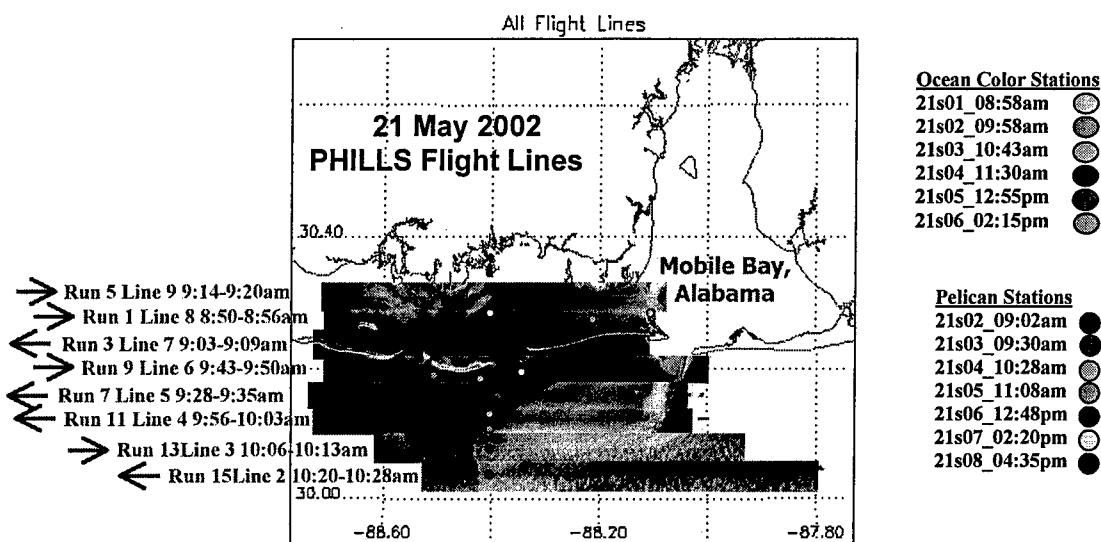 All Flight Lines
21 May 2002
PHILLS Flight Lines
30.40
Mobile Bay,
Alabama
Run 5 Line 9 9:14-9:20am
Run 1 Line 8 8:50-8:56am
Run 3 Line 7 9:03-9:09am
Run 9 Line 6 9:43-9:50am
Run 7 Line 5 9:28-9:35am
Run 11 Line 4 9:56-10:03am
Run 13Line 3 10:06-10:13am
Run 15Line 2 10:20-10:28am
30.00
-88.60
-88.20
-87.80
Ocean Color Stations
21s01_08:58am
21s02_09:58am
21s03_10:43am
21s04_11:30am
21s05_12:55pm
21s06_02:15pm
Pelican Stations
21s02_09:02am
21s03_09:30am
21s04_10:28am
21s05_11:08am
21s06_12:48pm
21s07_02:20pm
21s08_04:35pm